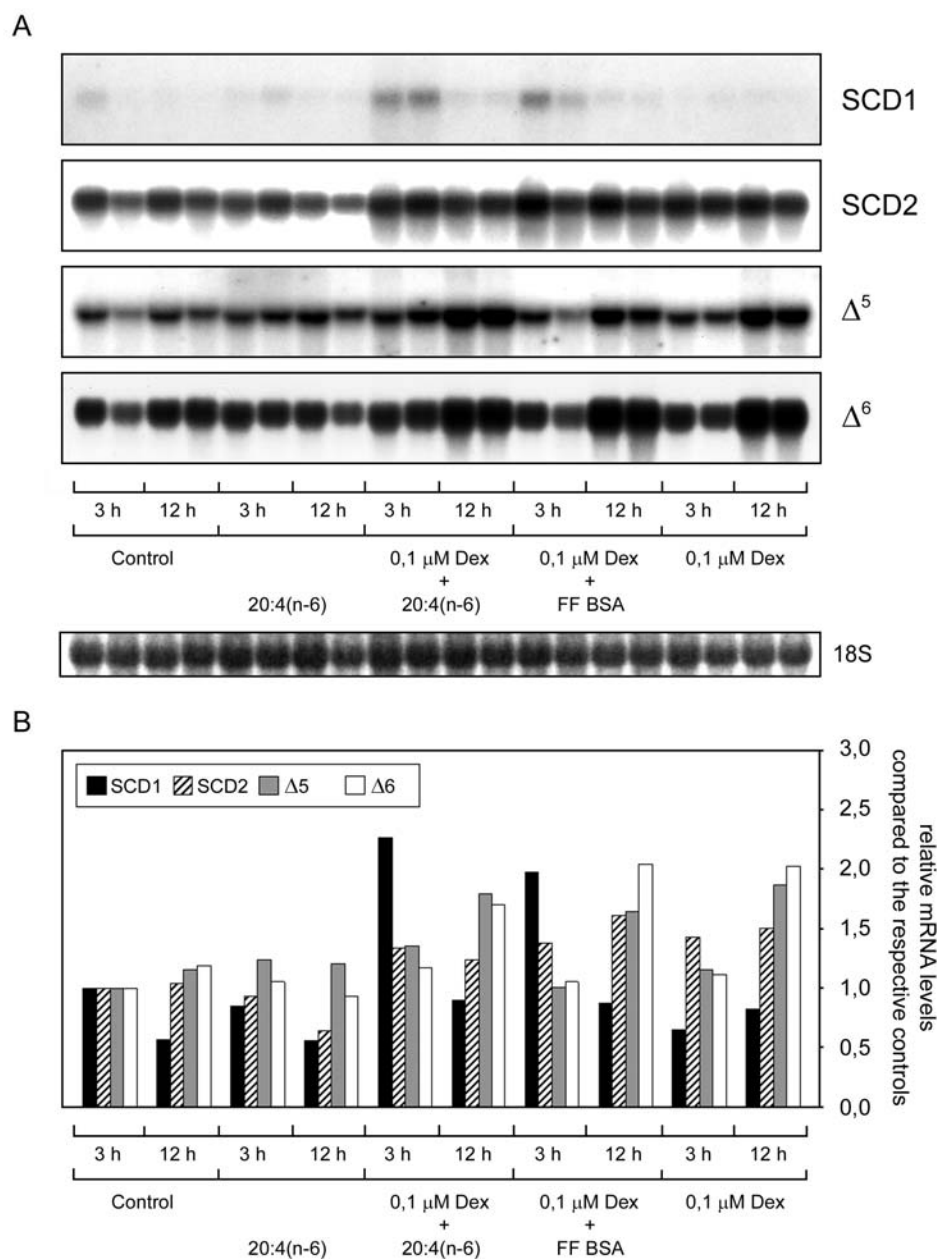 A
SCD1
SCD2
Δ⁵
Δ⁶
3 h 12 h 3 h 12 h 3 h 12 h 3 h 12 h 3 h 12 h
Control 0,1 μM Dex 0,1 μM Dex 0,1 μM Dex
+ +
20:4(n-6) 20:4(n-6) FF BSA
18S
B
SCD1 SCD2 Δ5 Δ6
3,0
2,5
2,0
1,5
1,0
0,5
0,0
relative mRNA levels
compared to the respective controls
3 h 12 h 3 h 12 h 3 h 12 h 3 h 12 h 3 h 12 h
Control 0,1 μM Dex 0,1 μM Dex 0,1 μM Dex
+ +
20:4(n-6) 20:4(n-6) FF BSA